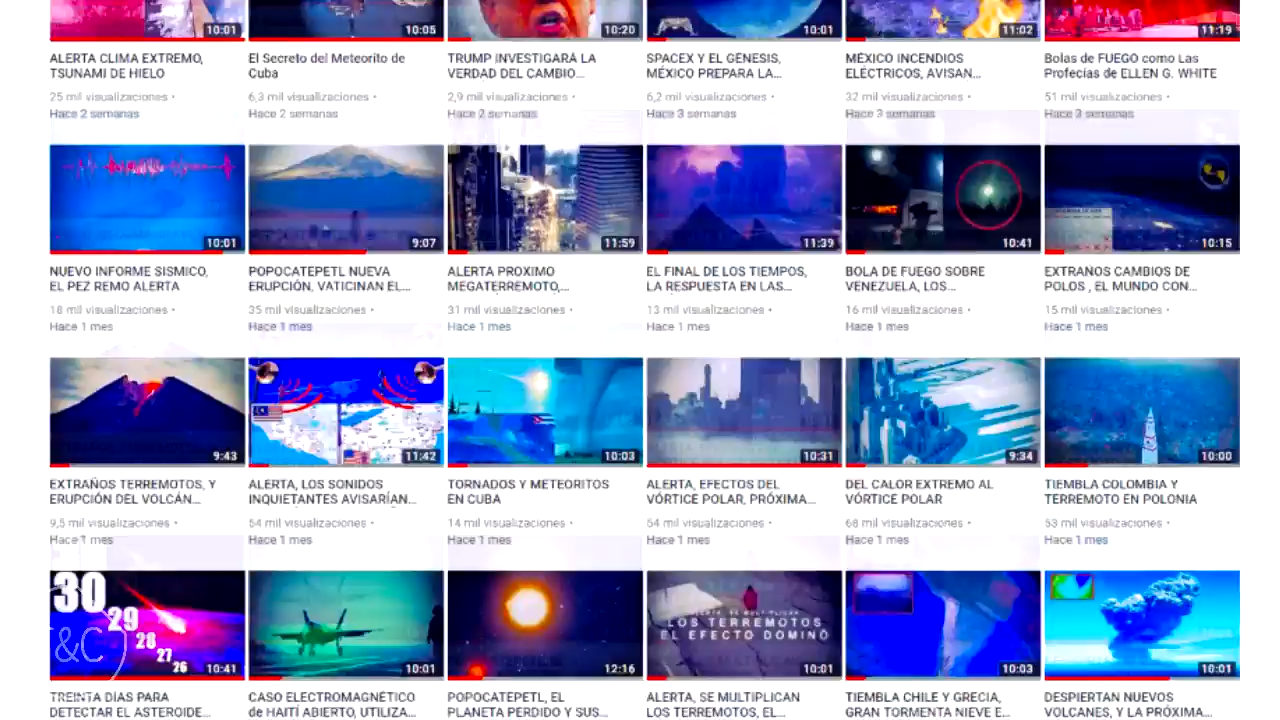 10:01
10:05
10:20
10:01
11:02
11:19
ALERTA CLIMA EXTREMO,
TSUNAMI DE HIELO
25 mil visualizaciones •
Hace 2 semanas
El Secreto del Meteorito de
Cuba
6,3 mil visualizaciones •
Hace 2 semanas
TRUMP INVESTIGARÁ LA
VERDAD DEL CAMBIO...
2,9 mil visualizaciones •
Hace 2 semanas
SPACEX Y EL GÉNESIS,
MÉXICO PREPARA LA...
6,2 mil visualizaciones •
Hace 3 semanas
MÉXICO INCENDIOS
ELÉCTRICOS, AVISAN...
32 mil visualizaciones •
Hace 3 semanas
Bolas de FUEGO como Las
Profecías de ELLEN G. WHITE
51 mil visualizaciones •
Hace 3 semanas
10:01
9:07
11:59
11:39
10:41
10:15
NUEVO INFORME SISMICO,
EL PEZ REMO ALERTA
18 mil visualizaciones •
Hace 1 mes
POPOCATEPETL NUEVA
ERUPCIÓN, VATICINAN EL...
35 mil visualizaciones •
Hace 1 mes
ALERTA PROXIMO
MEGATERREMOTO,...
31 mil visualizaciones •
Hace 1 mes
EL FINAL DE LOS TIEMPOS,
LA RESPUESTA EN LAS...
13 mil visualizaciones •
Hace 1 mes
BOLA DE FUEGO SOBRE
VENEZUELA, LOS...
16 mil visualizaciones •
Hace 1 mes
EXTRAÑOS CAMBIOS DE
POLOS , EL MUNDO CON...
15 mil visualizaciones •
Hace 1 mes
9:43
11:42
10:03
10:31
9:34
10:00
EXTRAÑOS TERREMOTOS, Y
ERUPCIÓN DEL VOLCÁN...
9,5 mil visualizaciones •
Hace 1 mes
ALERTA, LOS SONIDOS
INQUIETANTES AVISARÍAN...
54 mil visualizaciones •
Hace 1 mes
TORNADOS Y METEORITOS
EN CUBA
14 mil visualizaciones •
Hace 1 mes
ALERTA, EFECTOS DEL
VÓRTICE POLAR, PRÓXIMA...
54 mil visualizaciones •
Hace 1 mes
DEL CALOR EXTREMO AL
VÓRTICE POLAR
68 mil visualizaciones •
Hace 1 mes
TIEMBLA COLOMBIA Y
TERREMOTO EN POLONIA
53 mil visualizaciones •
Hace 1 mes
30
29
28
27
26
&C
10:41
10:01
12:16
ALERTA, SE MULTIPLICAN
LOS TERREMOTOS
EL EFECTO DOMINÓ
10:01
10:03
10:01
TREINTA DIAS PARA
DETECTAR EL ASTEROIDE...
CASO ELECTROMAGNÉTICO
de HAITÍ ABIERTO, UTILIZA...
POPOCATEPETL, EL
PLANETA PERDIDO Y SUS...
ALERTA, SE MULTIPLICAN
LOS TERREMOTOS, EL...
TIEMBLA CHILE Y GRECIA,
GRAN TORMENTA NIEVE E...
DESPIERTAN NUEVOS
VOLCANES, Y LA PRÓXIMA...